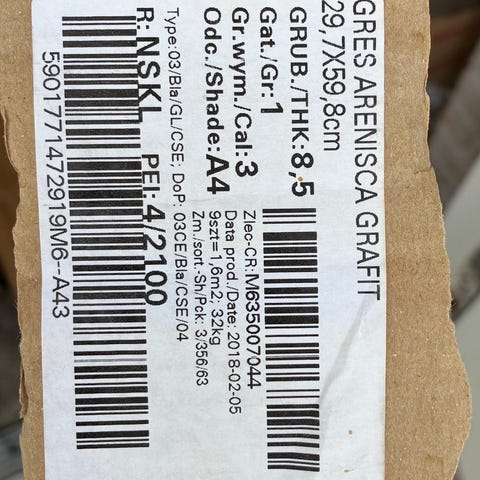 GRES ARENISCA GRAFIT
29,7X59,8cm
GRUB./THK:8,5
Gat./Gr:1
Gr.wym./Cal:3
Odc./Shade:A4
Zlec-CR:M635007044
Data prod./Date: 2018-02-05
9szt=1,6m2; 32kg
Zm./sort.-Sh/Pck: 3/356/63
Type:03/BIa/GL/CSE; DoP: 03CE/BIa/CSE/04
R:NSKL PEI:4/2100
5901771472919M6--A43